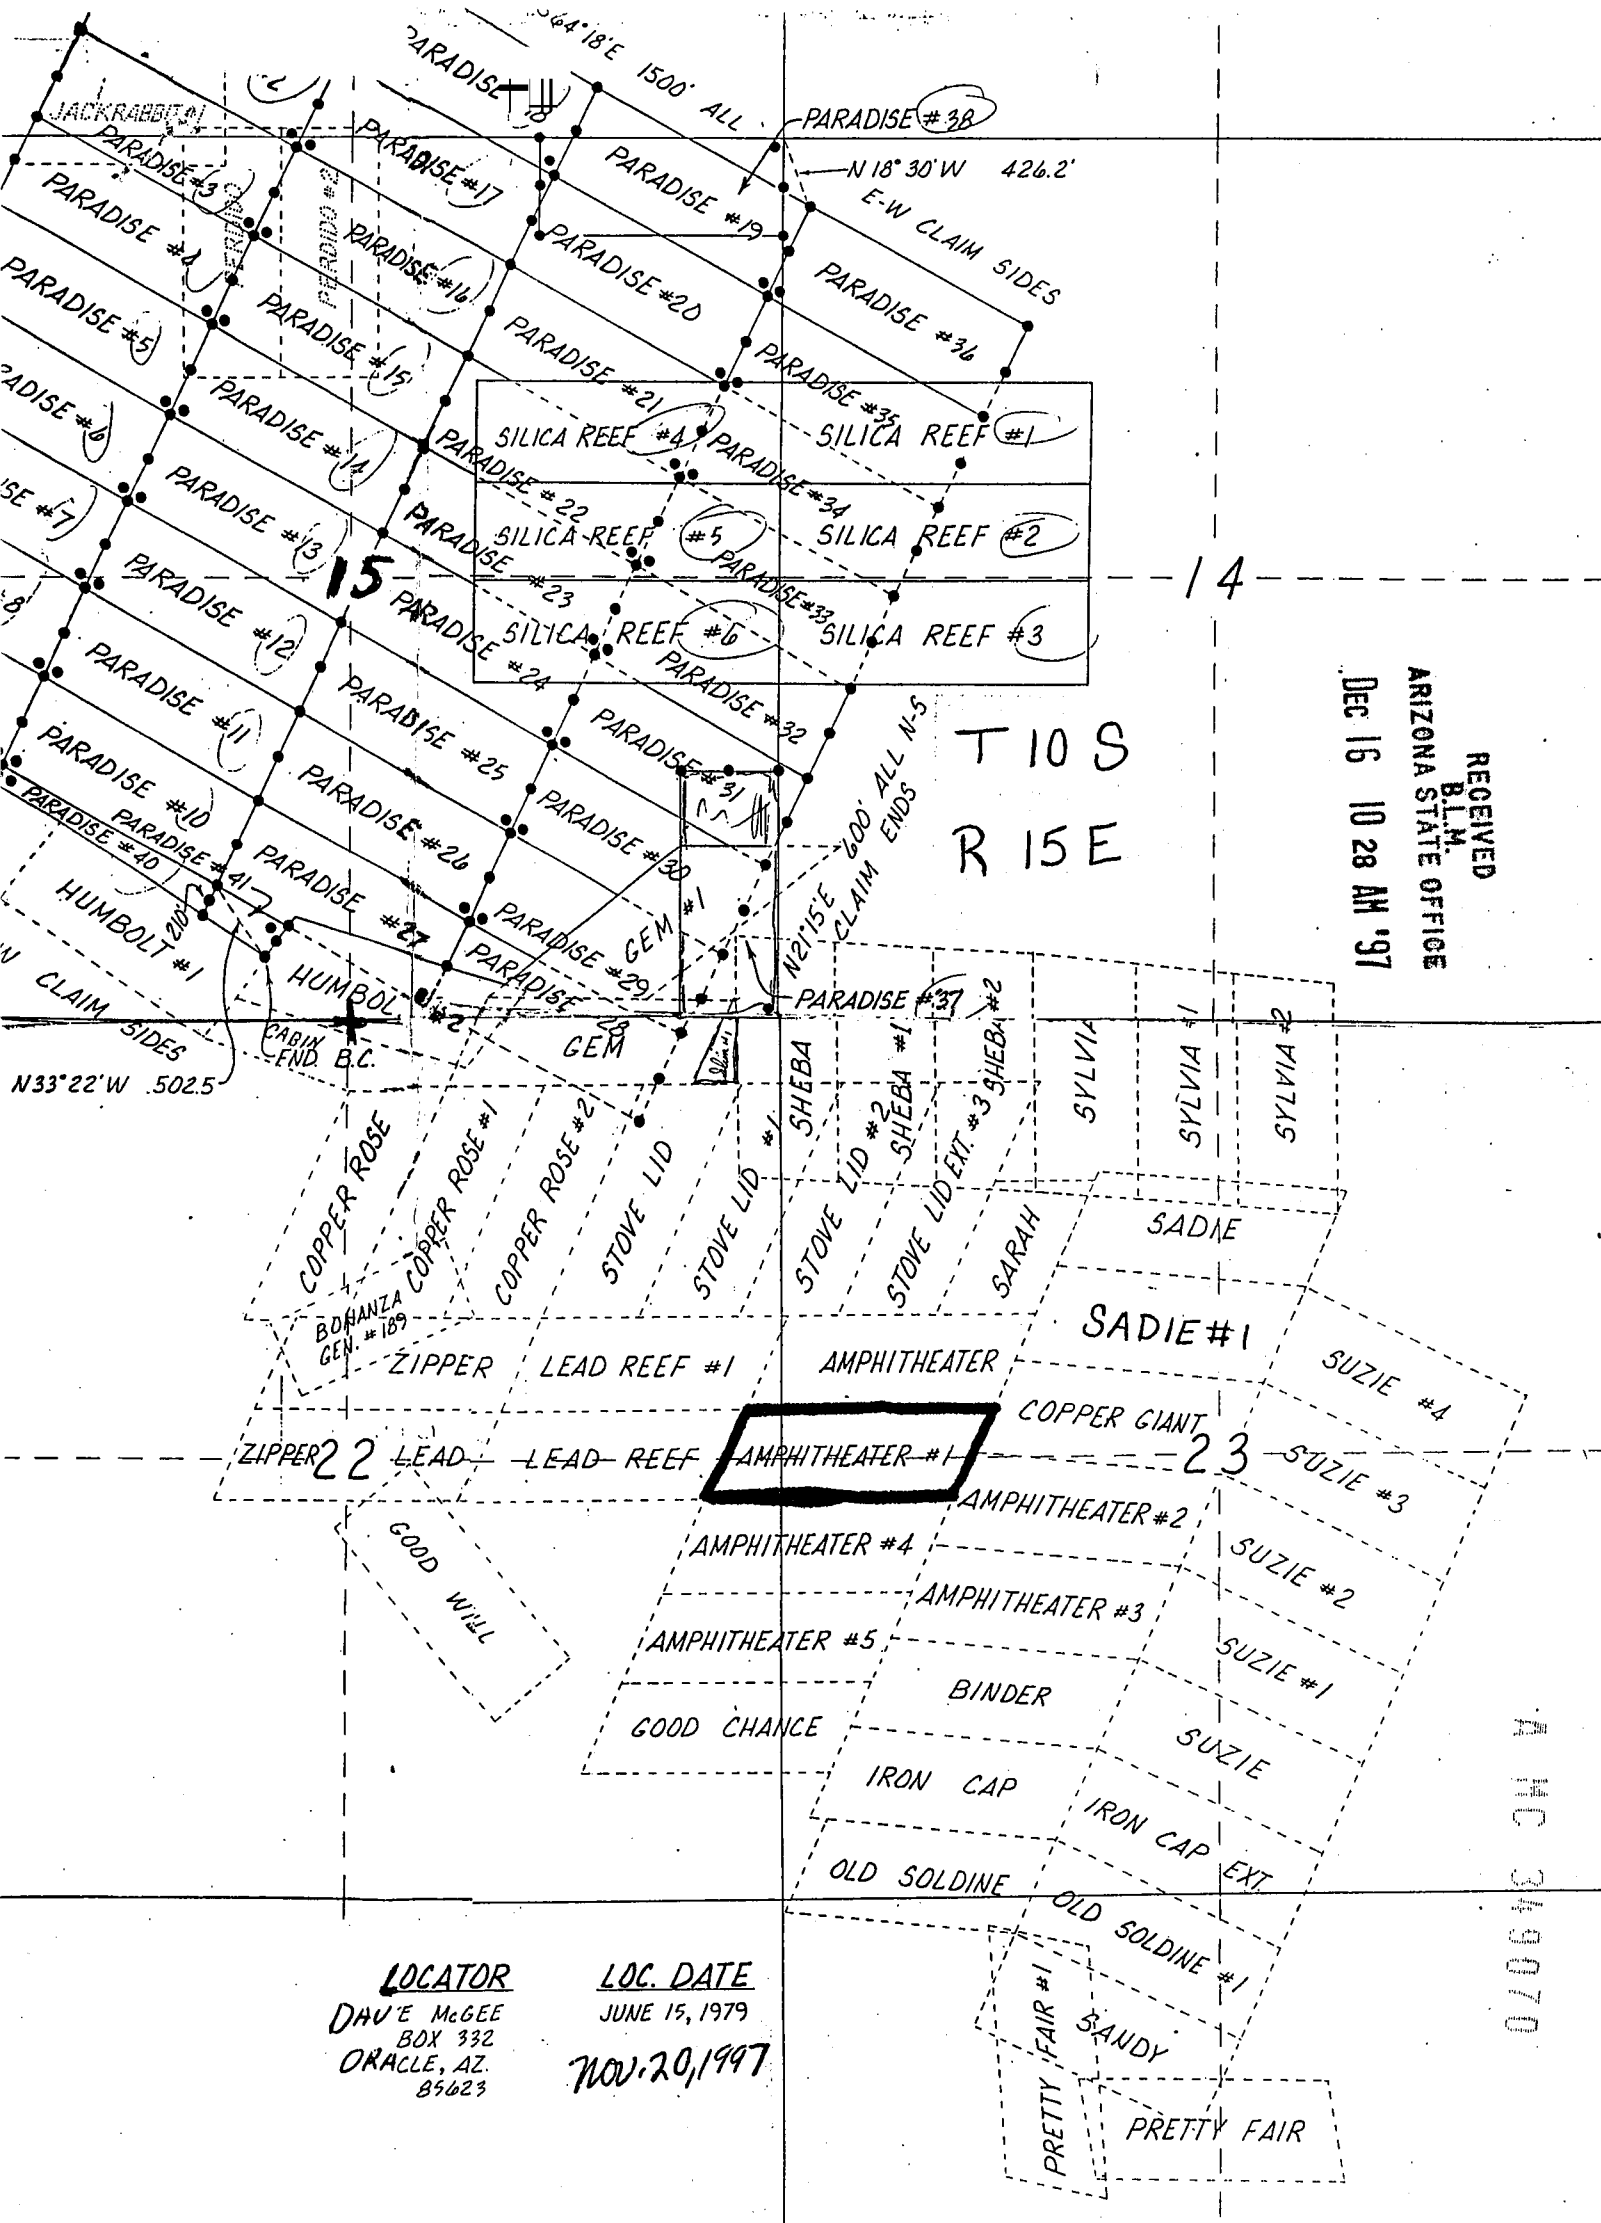 S64°18'E 1500' ALL
E-W CLAIM SIDES
PARADISE #38
N 18° 30' W 426.2'
JACKRABBIT #1
PARADISE #3
PARADISE #4
PARADISE #5
PERDIDO #2
PARADISE #17
PARADISE #16
PARADISE #15
PARADISE #14
PARADISE #13
PARADISE #12
PARADISE #11
PARADISE #10
PARADISE #40
PARADISE #41
PARADISE #19
PARADISE #20
PARADISE #21
PARADISE #22
PARADISE #23
PARADISE #24
PARADISE #25
PARADISE #26
PARADISE #27
PARADISE 28
PARADISE #29
PARADISE #30
PARADISE #31
PARADISE #32
PARADISE #33
PARADISE #34
PARADISE #35
PARADISE #36
PARADISE #37
SILICA REEF #4
SILICA REEF #1
SILICA REEF #5
SILICA REEF #2
SILICA REEF #6
SILICA REEF #3
15
14
T 10 S
R 15 E
RECEIVED
B.L.M.
ARIZONA STATE OFFICE
DEC 16 10 28 AM '97
N21°15'E 600' ALL N-S
CLAIM ENDS
HUMBOLT #1
210'
HUMBOL #2
CLAIM SIDES
N33°22'W 502.5
CABIN
END. B.C.
GEM #1
GEM
SHEBA
SHEBA #1
SHEBA #2
SYLVIA
SYLVIA #1
SYLVIA #2
COPPER ROSE
COPPER ROSE #1
COPPER ROSE #2
STOVE LID
STOVE LID #1
STOVE LID #2
STOVE LID EXT. #3
SARAH
SADIE
SADIE #1
BONANZA
GEN. #189
ZIPPER
LEAD REEF #1
AMPHITHEATER
COPPER GIANT
SUZIE #4
ZIPPER
22
LEAD
LEAD REEF
AMPHITHEATER #1
23
SUZIE #3
GOOD WILL
AMPHITHEATER #4
AMPHITHEATER #2
SUZIE #2
AMPHITHEATER #3
AMPHITHEATER #5
SUZIE #1
BINDER
GOOD CHANCE
SUZIE
IRON CAP
IRON CAP EXT.
OLD SOLDINE
OLD SOLDINE #1
SANDY
PRETTY FAIR #1
PRETTY FAIR
A MC 349070
LOCATOR
DAVE McGEE
BOX 332
ORACLE, AZ.
85623
LOC. DATE
JUNE 15, 1979
NOV. 20, 1997